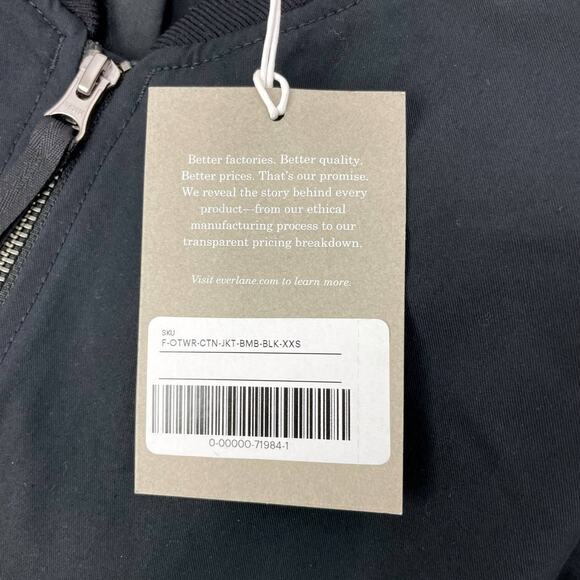 Better factories. Better quality.
Better prices. That's our promise.
We reveal the story behind every
product—from our ethical
manufacturing process to our
transparent pricing breakdown.
Visit everlane.com to learn more.
SKU
F-OTWR-CTN-JKT-BMB-BLK-XXS
0-00000-71984-1